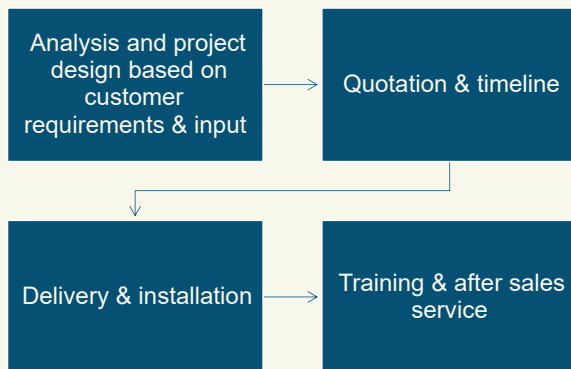 Analysis and project
design based on
customer
requirements & input
Quotation & timeline
Delivery & installation
Training & after sales
service